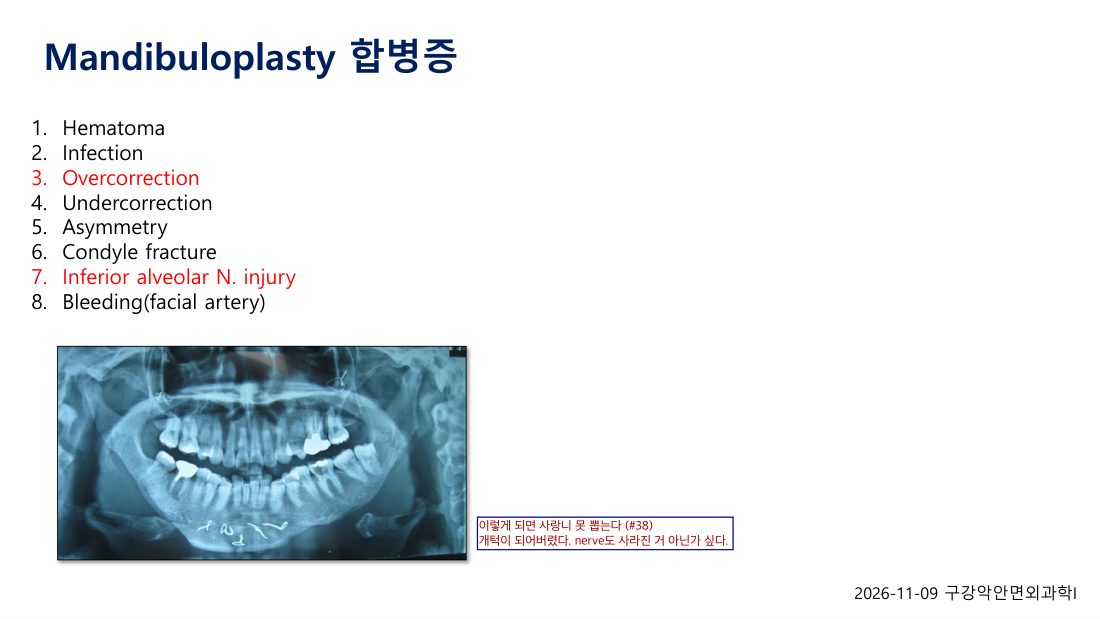 Mandibuloplasty 합병증
1. Hematoma
2. Infection
3. Overcorrection
4. Undercorrection
5. Asymmetry
6. Condyle fracture
7. Inferior alveolar N. injury
8. Bleeding(facial artery)
이렇게 되면 사랑니 못 뽑는다 (#38)
개턱이 되어버렸다. nerve도 사라진 거 아닌가 싶다.
2026-11-09 구강악안면외과학I